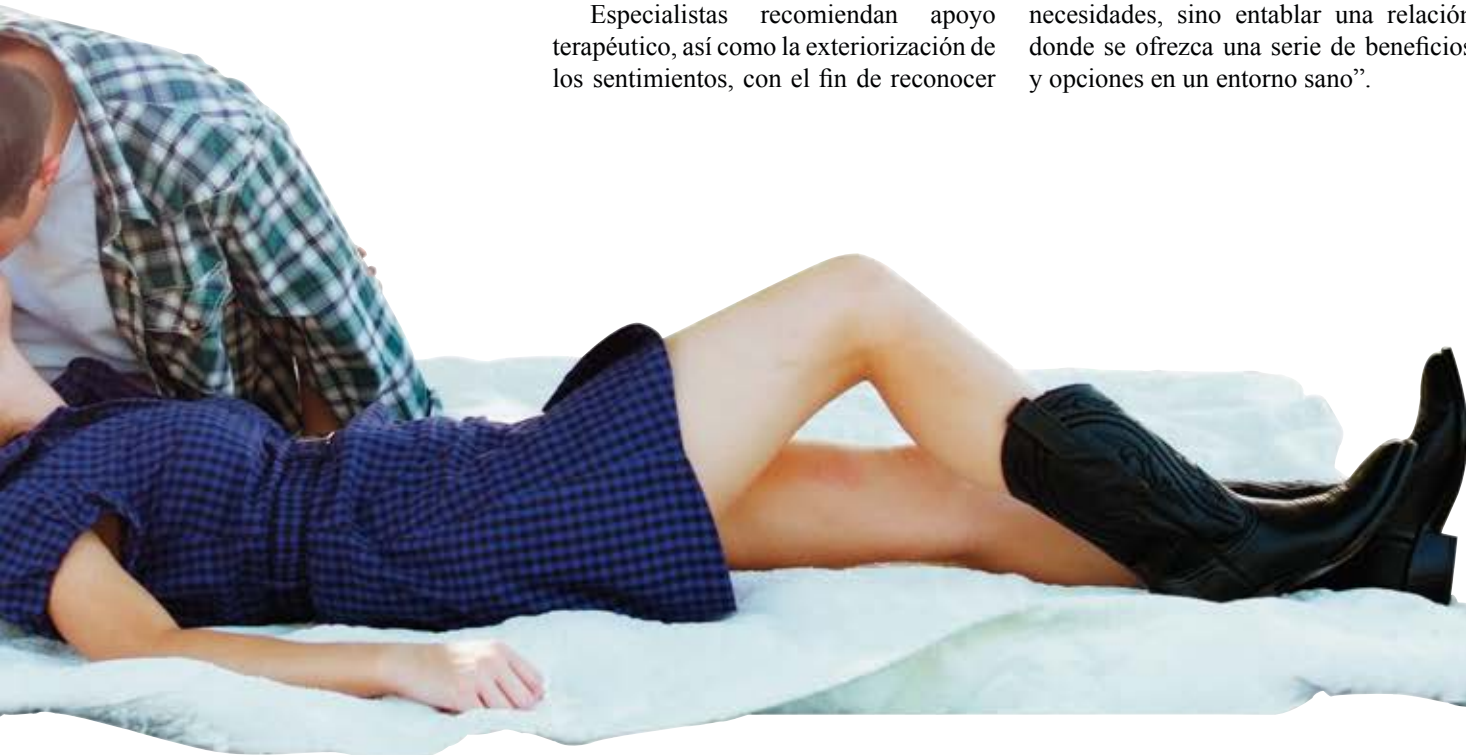 Especialistas recomiendan apoyo
terapéutico, así como la exteriorización de
los sentimientos, con el fin de reconocer
necesidades, sino entablar una relación
donde se ofrezca una serie de beneficios
y opciones en un entorno sano”.